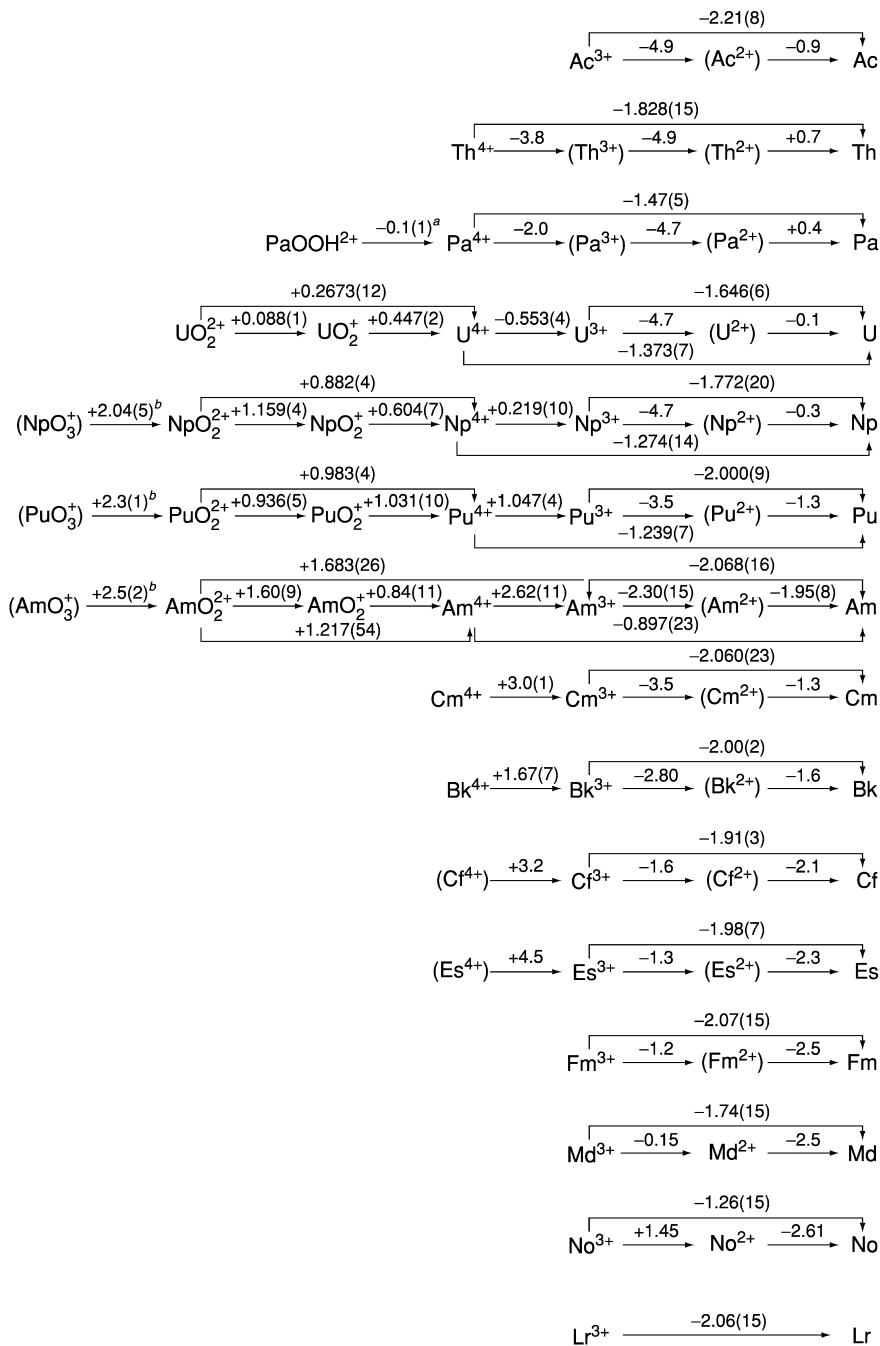 −2.21(8)
Ac3+ −4.9 (Ac2+) −0.9 Ac
−1.828(15)
Th4+ −3.8 (Th3+) −4.9 (Th2+) +0.7 Th
−1.47(5)
PaOOH2+ −0.1(1)a Pa4+ −2.0 (Pa3+) −4.7 (Pa2+) +0.4 Pa
+0.2673(12) −1.646(6)
UO22+ +0.088(1) UO2+ +0.447(2) U4+ −0.553(4) U3+ −4.7 (U2+) −0.1 U
−1.373(7)
+0.882(4) −1.772(20)
(NpO3+) +2.04(5)b NpO22+ +1.159(4) NpO2+ +0.604(7) Np4+ +0.219(10) Np3+ −4.7 (Np2+) −0.3 Np
−1.274(14)
+0.983(4) −2.000(9)
(PuO3+) +2.3(1)b PuO22+ +0.936(5) PuO2+ +1.031(10) Pu4+ +1.047(4) Pu3+ −3.5 (Pu2+) −1.3 Pu
−1.239(7)
+1.683(26) −2.068(16)
(AmO3+) +2.5(2)b AmO22+ +1.60(9) AmO2+ +0.84(11) Am4+ +2.62(11) Am3+ −2.30(15) (Am2+) −1.95(8) Am
+1.217(54) −0.897(23)
−2.060(23)
Cm4+ +3.0(1) Cm3+ −3.5 (Cm2+) −1.3 Cm
−2.00(2)
Bk4+ +1.67(7) Bk3+ −2.80 (Bk2+) −1.6 Bk
−1.91(3)
(Cf4+) +3.2 Cf3+ −1.6 (Cf2+) −2.1 Cf
−1.98(7)
(Es4+) +4.5 Es3+ −1.3 (Es2+) −2.3 Es
−2.07(15)
Fm3+ −1.2 (Fm2+) −2.5 Fm
−1.74(15)
Md3+ −0.15 Md2+ −2.5 Md
−1.26(15)
No3+ +1.45 No2+ −2.61 No
−2.06(15)
Lr3+ Lr